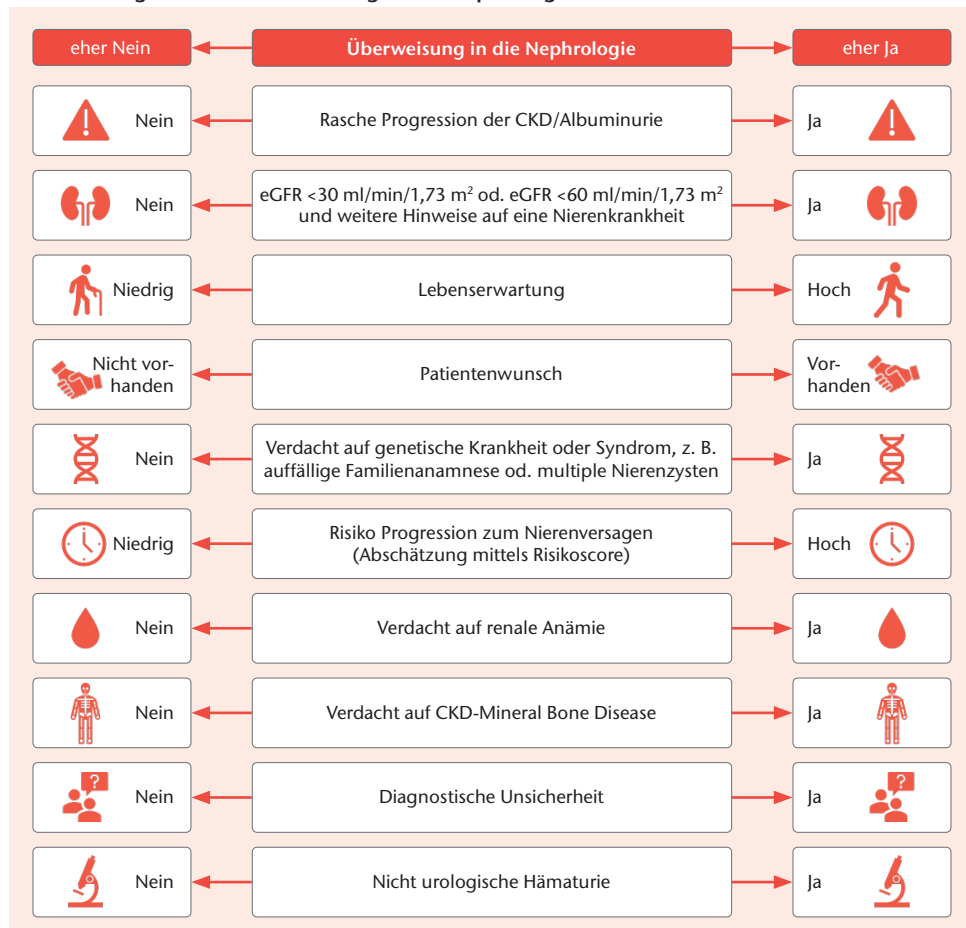 eher Nein
Überweisung in die Nephrologie
eher Ja
Nein
Rasche Progression der CKD/Albuminurie
Ja
Nein
eGFR <30 ml/min/1,73 m² od. eGFR <60 ml/min/1,73 m²
und weitere Hinweise auf eine Nierenkrankheit
Ja
Niedrig
Lebenserwartung
Hoch
Nicht vor-
handen
Patientenwunsch
Vor-
handen
Nein
Verdacht auf genetische Krankheit oder Syndrom, z. B.
auffällige Familienanamnese od. multiple Nierenzysten
Ja
Niedrig
Risiko Progression zum Nierenversagen
(Abschätzung mittels Risikoscore)
Hoch
Nein
Verdacht auf renale Anämie
Ja
Nein
Verdacht auf CKD-Mineral Bone Disease
Ja
?
Nein
Diagnostische Unsicherheit
Ja
?
Nein
Nicht urologische Hämaturie
Ja